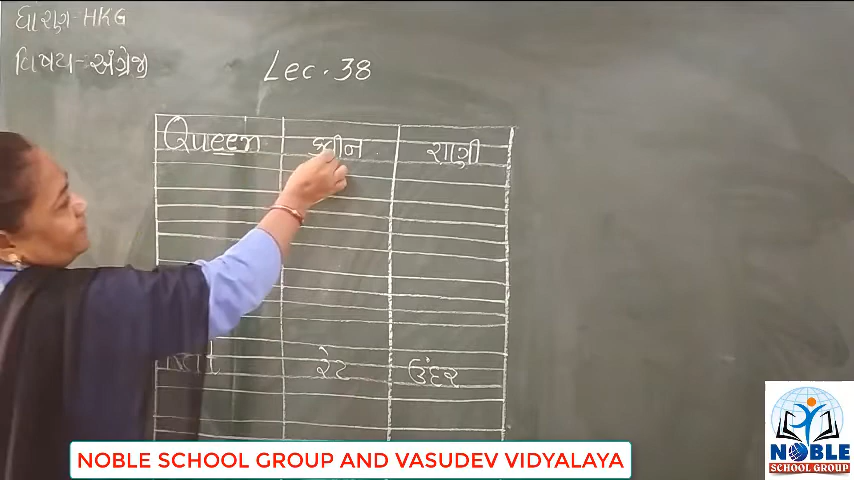 ધોરણ-HKG
વિષય-અંગ્રેજી
Lec. 38
Queen ક્વીન રાણી
રેટ ઉંદર
NOBLE SCHOOL GROUP AND VASUDEV VIDYALAYA
NOBLE
SCHOOL GROUP